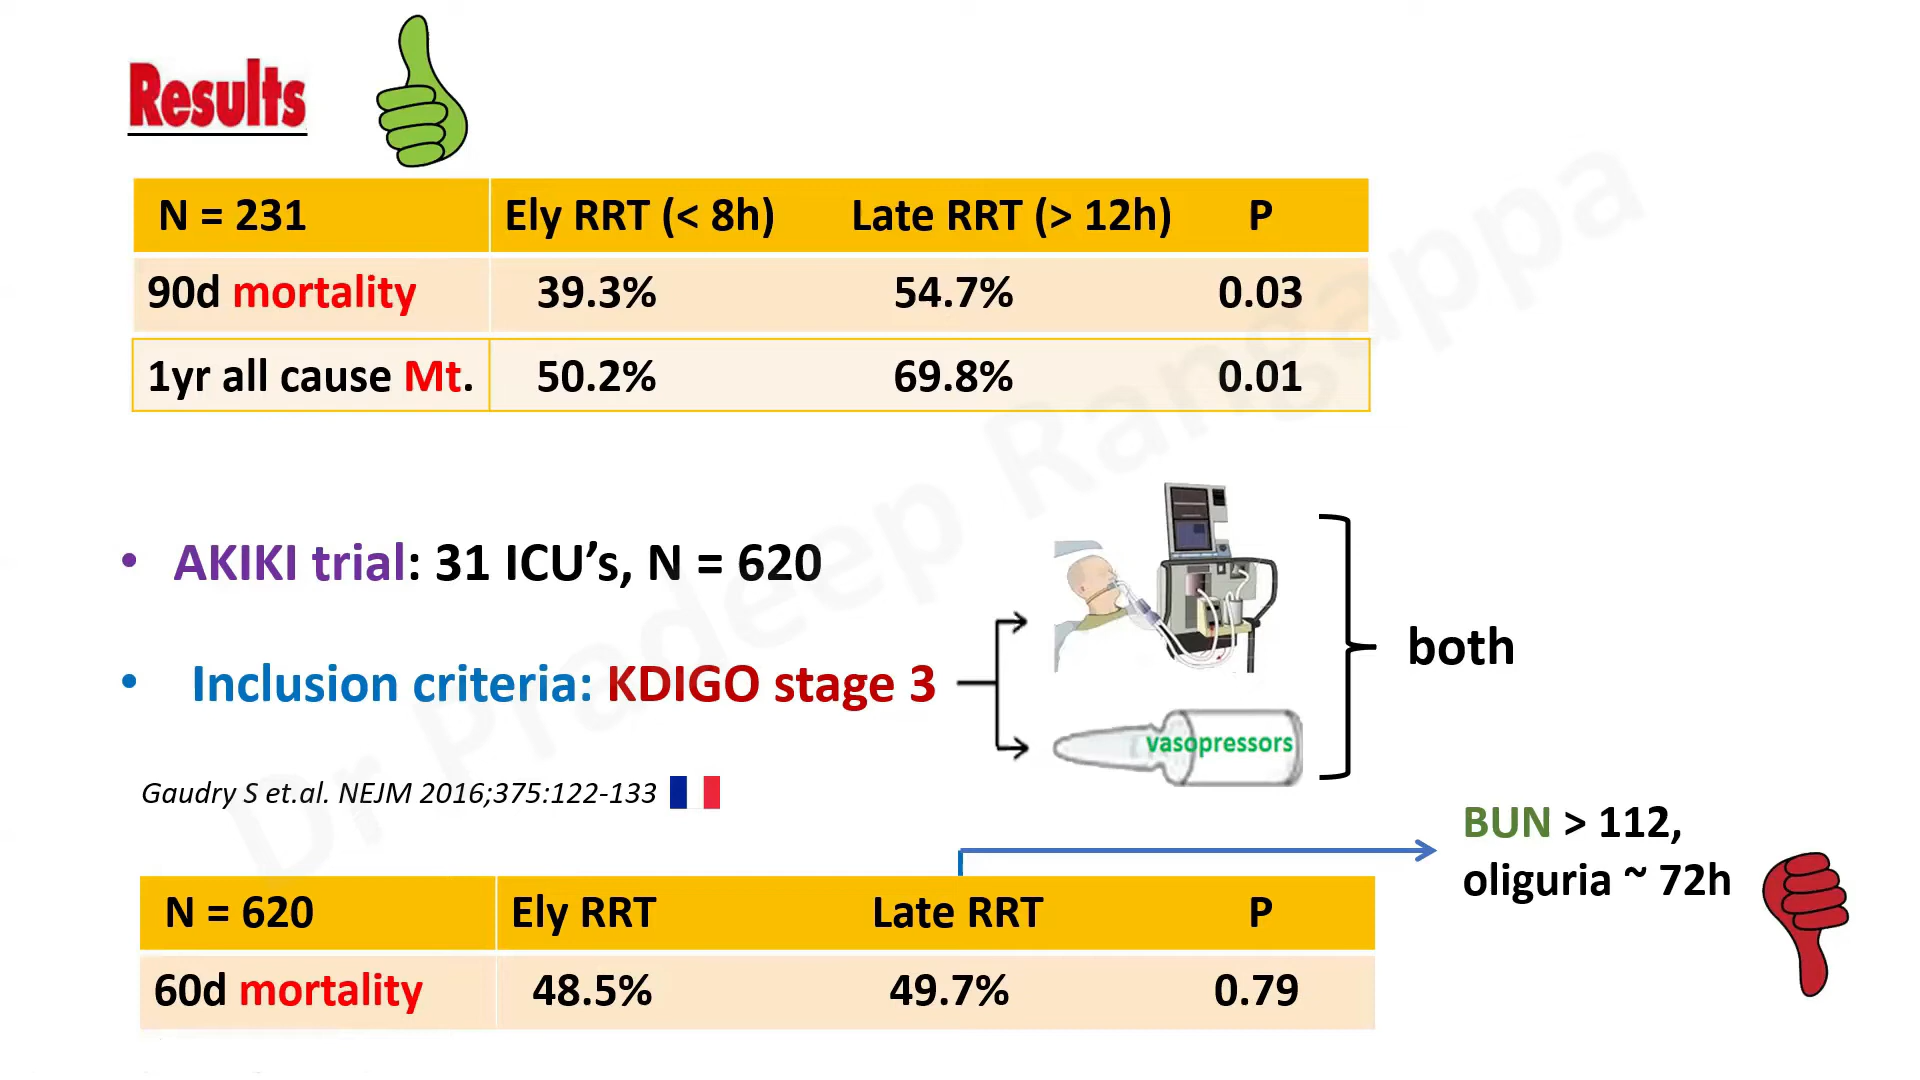 Results
N = 231 Ely RRT (< 8h) Late RRT (> 12h) P
90d mortality 39.3% 54.7% 0.03
1yr all cause Mt. 50.2% 69.8% 0.01
• AKIKI trial: 31 ICU’s, N = 620
• Inclusion criteria: KDIGO stage 3
both
vasopressors
Gaudry S et.al. NEJM 2016;375:122-133
BUN > 112,
oliguria ~ 72h
N = 620 Ely RRT Late RRT P
60d mortality 48.5% 49.7% 0.79
Dr Pradeep Rangappa